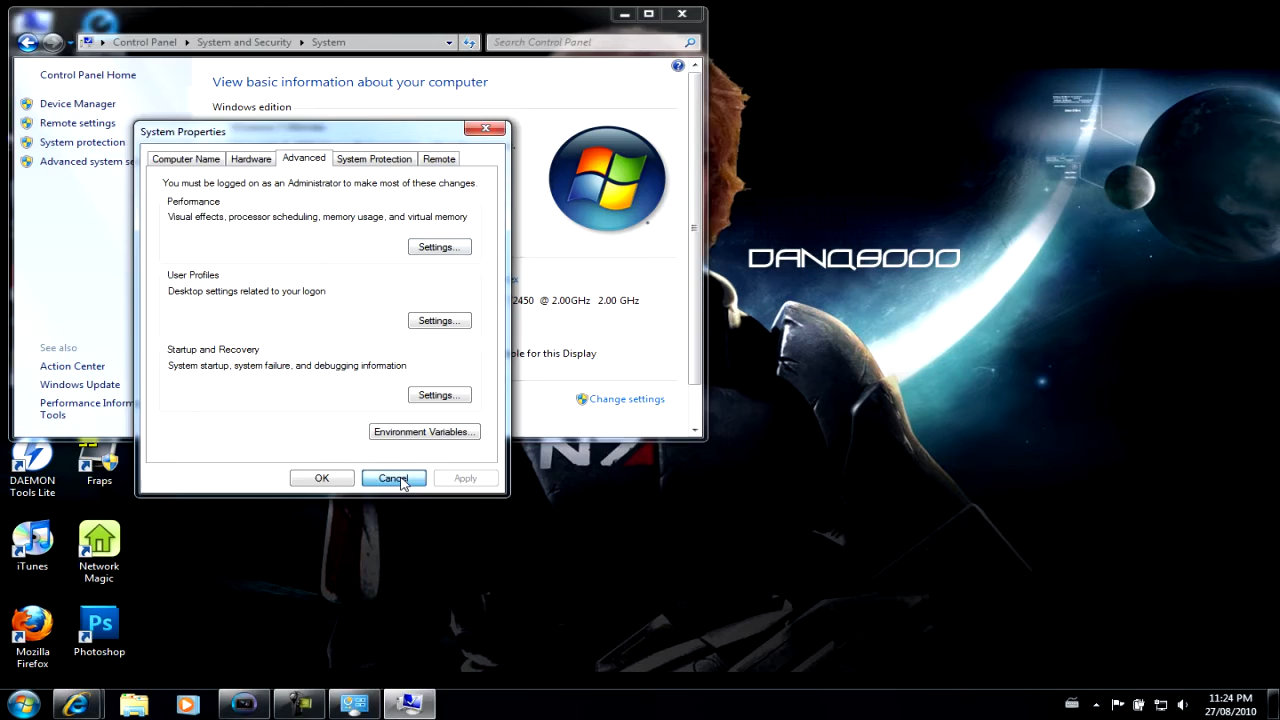 Control Panel
System and Security
System
Search Control Panel
Control Panel Home
Device Manager
Remote settings
System protection
Advanced system se
See also
Action Center
Windows Update
Performance Inform
Tools
View basic information about your computer
Windows edition
2450 @ 2.00GHz 2.00 GHz
ble for this Display
Change settings
System Properties
Computer Name
Hardware
Advanced
System Protection
Remote
You must be logged on as an Administrator to make most of these changes.
Performance
Visual effects, processor scheduling, memory usage, and virtual memory
Settings...
User Profiles
Desktop settings related to your logon
Settings...
Startup and Recovery
System startup, system failure, and debugging information
Settings...
Environment Variables...
OK
Cancel
Apply
DANQ8000
N7
DAEMON
Tools Lite
Fraps
iTunes
Network
Magic
Mozilla
Firefox
Ps
Photoshop
11:24 PM
27/08/2010